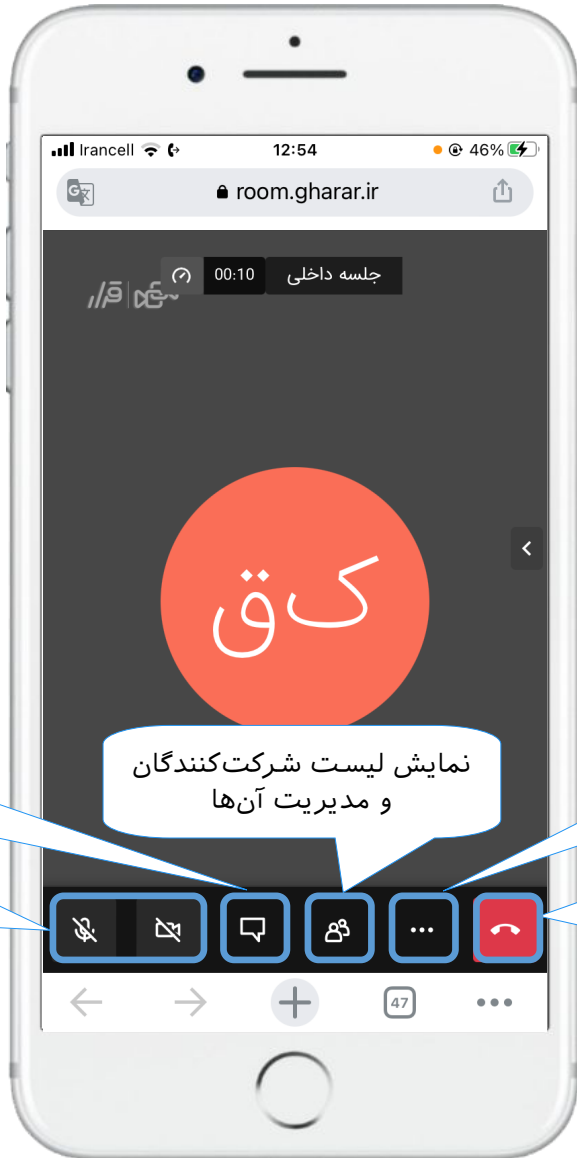 Irancell 12:54 46%
room.gharar.ir
00:10 جلسه داخلی
قرار
ک‌ق
نمایش لیست شرکت‌کنندگان
و مدیریت آن‌ها
47